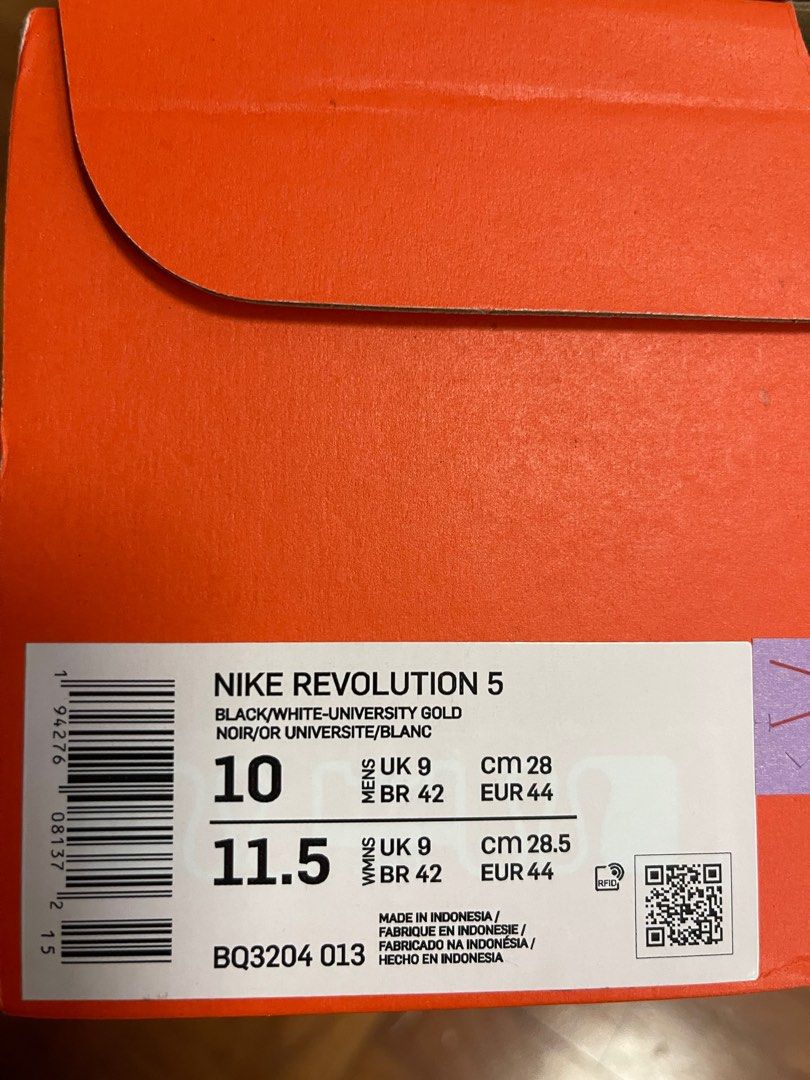 NIKE REVOLUTION 5
BLACK/WHITE-UNIVERSITY GOLD
NOIR/OR UNIVERSITE/BLANC
10 MENS UK 9 cm 28
BR 42 EUR 44
11.5 WMNS UK 9 cm 28.5
BR 42 EUR 44
RFID
BQ3204 013
MADE IN INDONESIA /
FABRIQUE EN INDONESIE /
FABRICADO NA INDONÉSIA /
HECHO EN INDONESIA
1 94276 08137 2 15